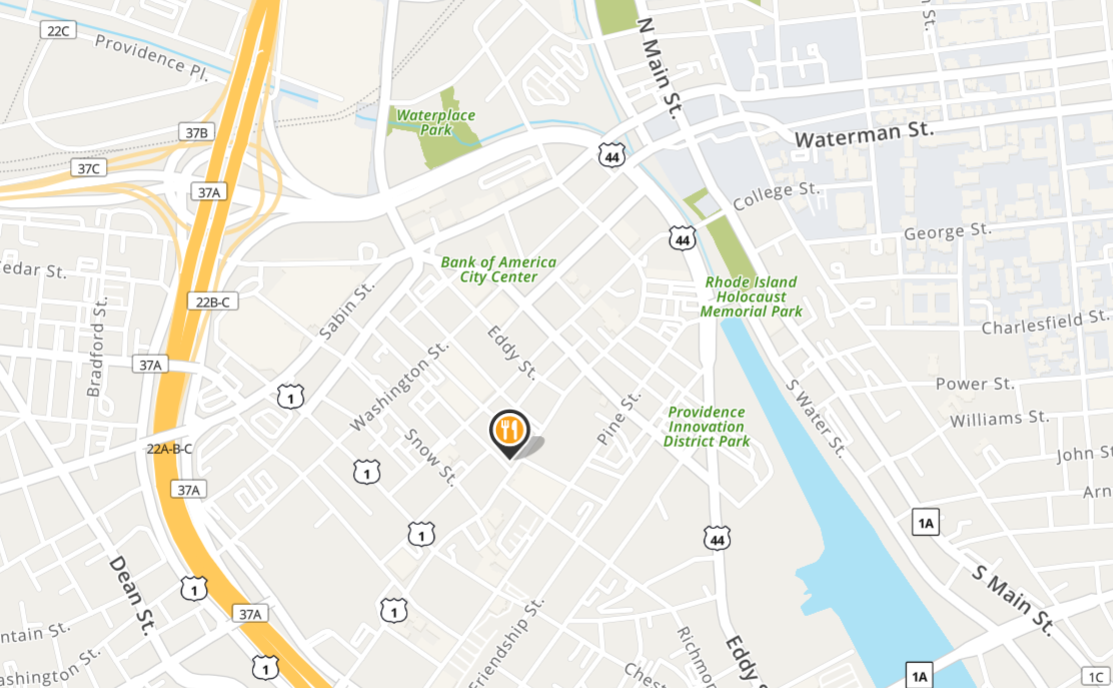 22C
Providence Pl.
N Main St.
St.
37B
Waterplace
Park
Waterman St.
44
37C
37A
College St.
George St.
44
edar St.
Bank of America
City Center
Rhode Island
Holocaust
Memorial Park
22B-C
Sabin St.
Charlesfield St.
Bradford St.
Eddy St.
37A
Washington St.
1
S Water St.
Power St.
Pine St.
Providence
Innovation
District Park
Williams St.
22A-B-C
Snow St.
John St
1
37A
Arn
1
44
1A
Dean St.
1
S Main St.
1
37A
ntain St.
Friendship St.
Richmo
Eddy S
ashington St.
1
Chest
1A
1C